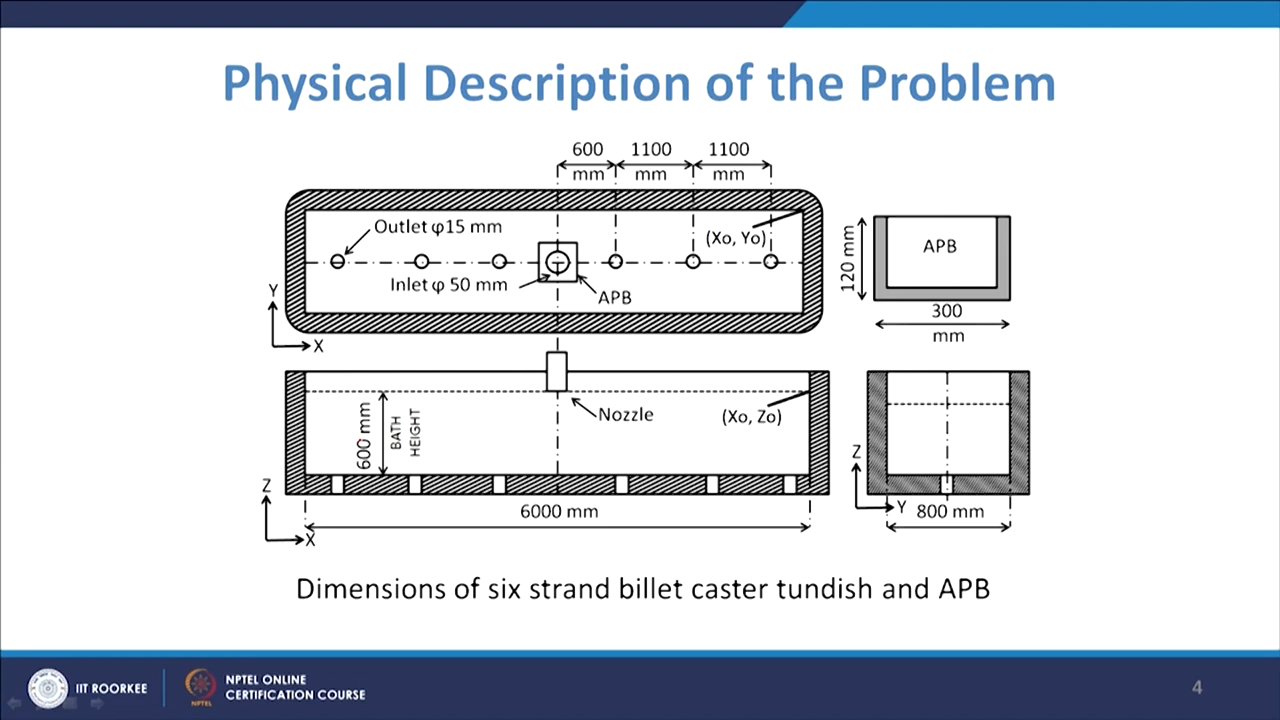 Physical Description of the Problem
600 mm
1100 mm
1100 mm
Outlet φ15 mm
(Xo, Yo)
Inlet φ 50 mm
APB
Y
X
120 mm
APB
300
mm
Nozzle
(Xo, Zo)
600 mm
BATH
HEIGHT
Z
X
6000 mm
Z
Y
800 mm
Dimensions of six strand billet caster tundish and APB
IIT ROORKEE
NPTEL
NPTEL ONLINE
CERTIFICATION COURSE
4